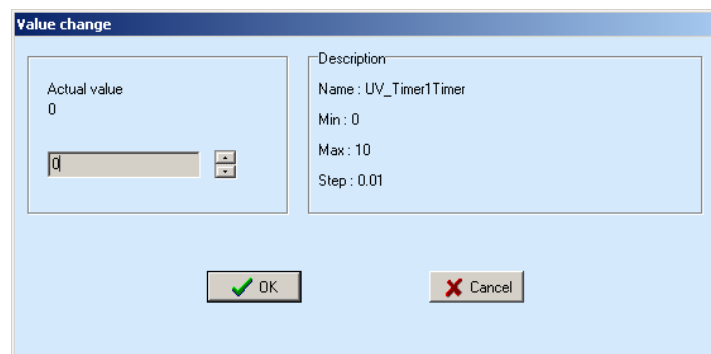 Value change
Actual value
0
0
Description
Name : UV_Timer1Timer
Min : 0
Max : 10
Step : 0.01
OK
Cancel